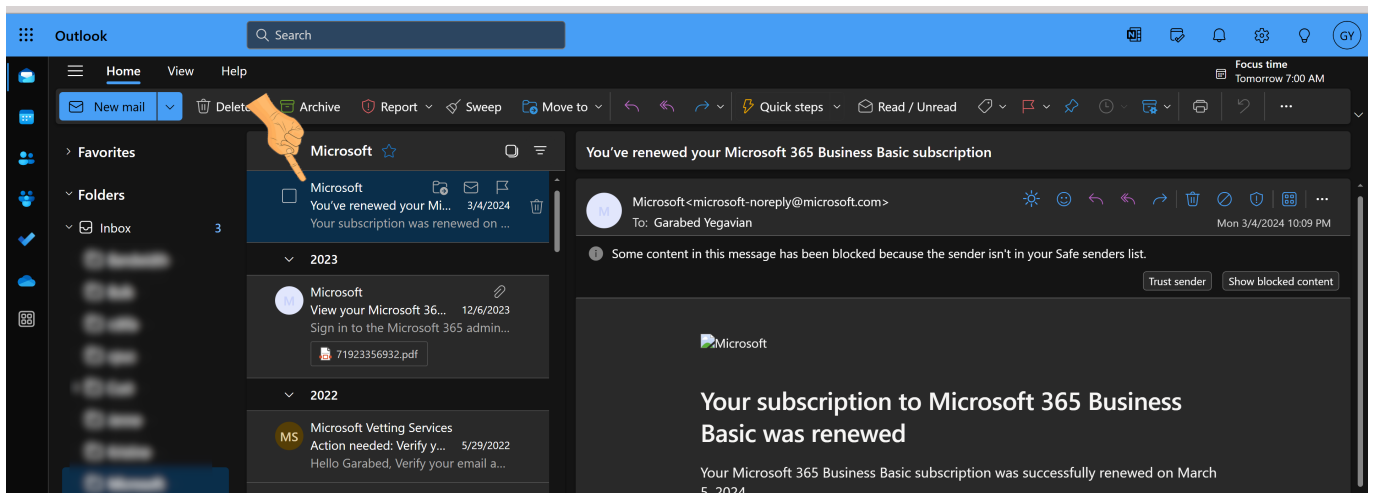 Outlook
Search
GY
Home View Help
Focus time
Tomorrow 7:00 AM
New mail
Delete
Archive
Report
Sweep
Move to
Quick steps
Read / Unread
Favorites
Folders
Inbox 3
Microsoft
Microsoft
You've renewed your Mi... 3/4/2024
Your subscription was renewed on ...
2023
M
Microsoft
View your Microsoft 36... 12/6/2023
Sign in to the Microsoft 365 admin...
71923356932.pdf
2022
MS
Microsoft Vetting Services
Action needed: Verify y... 5/29/2022
Hello Garabed, Verify your email a...
You've renewed your Microsoft 365 Business Basic subscription
M
Microsoft<microsoft-noreply@microsoft.com>
To: Garabed Yegavian
Mon 3/4/2024 10:09 PM
Some content in this message has been blocked because the sender isn't in your Safe senders list.
Trust sender
Show blocked content
Microsoft
Your subscription to Microsoft 365 Business
Basic was renewed
Your Microsoft 365 Business Basic subscription was successfully renewed on March
5, 2024